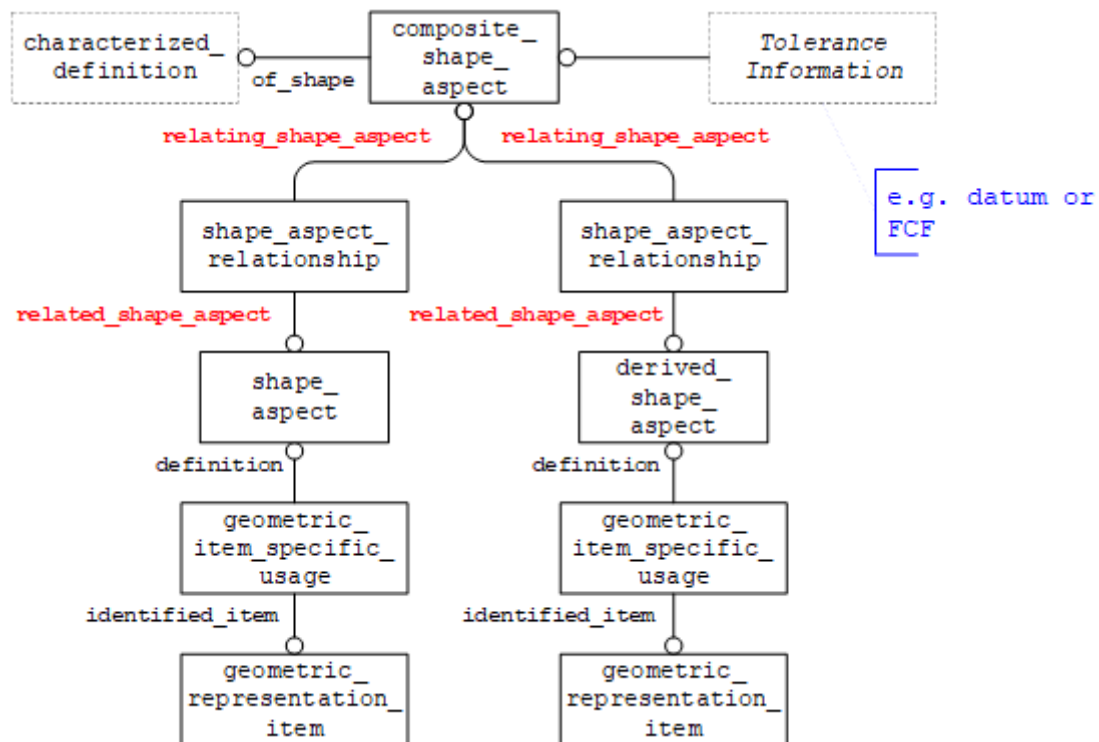 characterized_
definition
of_shape
composite_
shape_
aspect
Tolerance
Information
relating_shape_aspect
relating_shape_aspect
e.g. datum or
FCF
shape_aspect_
relationship
shape_aspect_
relationship
related_shape_aspect
related_shape_aspect
shape_
aspect
derived_
shape_
aspect
definition
definition
geometric_
item_specific_
usage
geometric_
item_specific_
usage
identified_item
identified_item
geometric_
representation_
item
geometric_
representation_
item